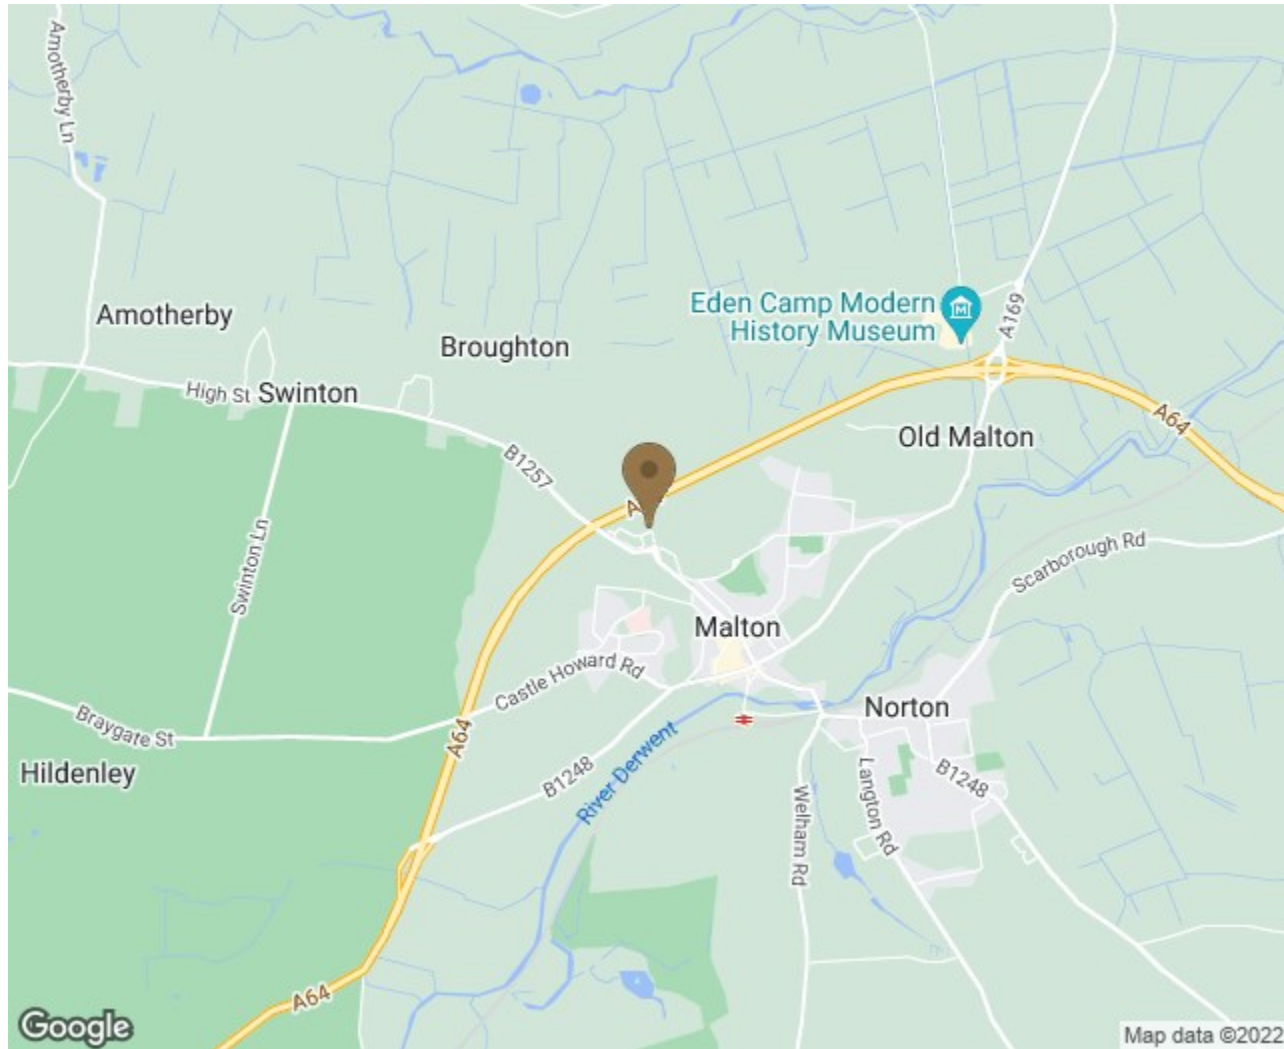 Amotherby Ln
A169
Eden Camp Modern
History Museum
Amotherby
Broughton
High St
Swinton
A64
Old Malton
B1257
Swinton Ln
Scarborough Rd
Malton
Castle Howard Rd
Norton
Braygate St
A64
Hildenley
B1248
River Derwent
Welham Rd
Langton Rd
B1248
A64
Google
Map data ©2022